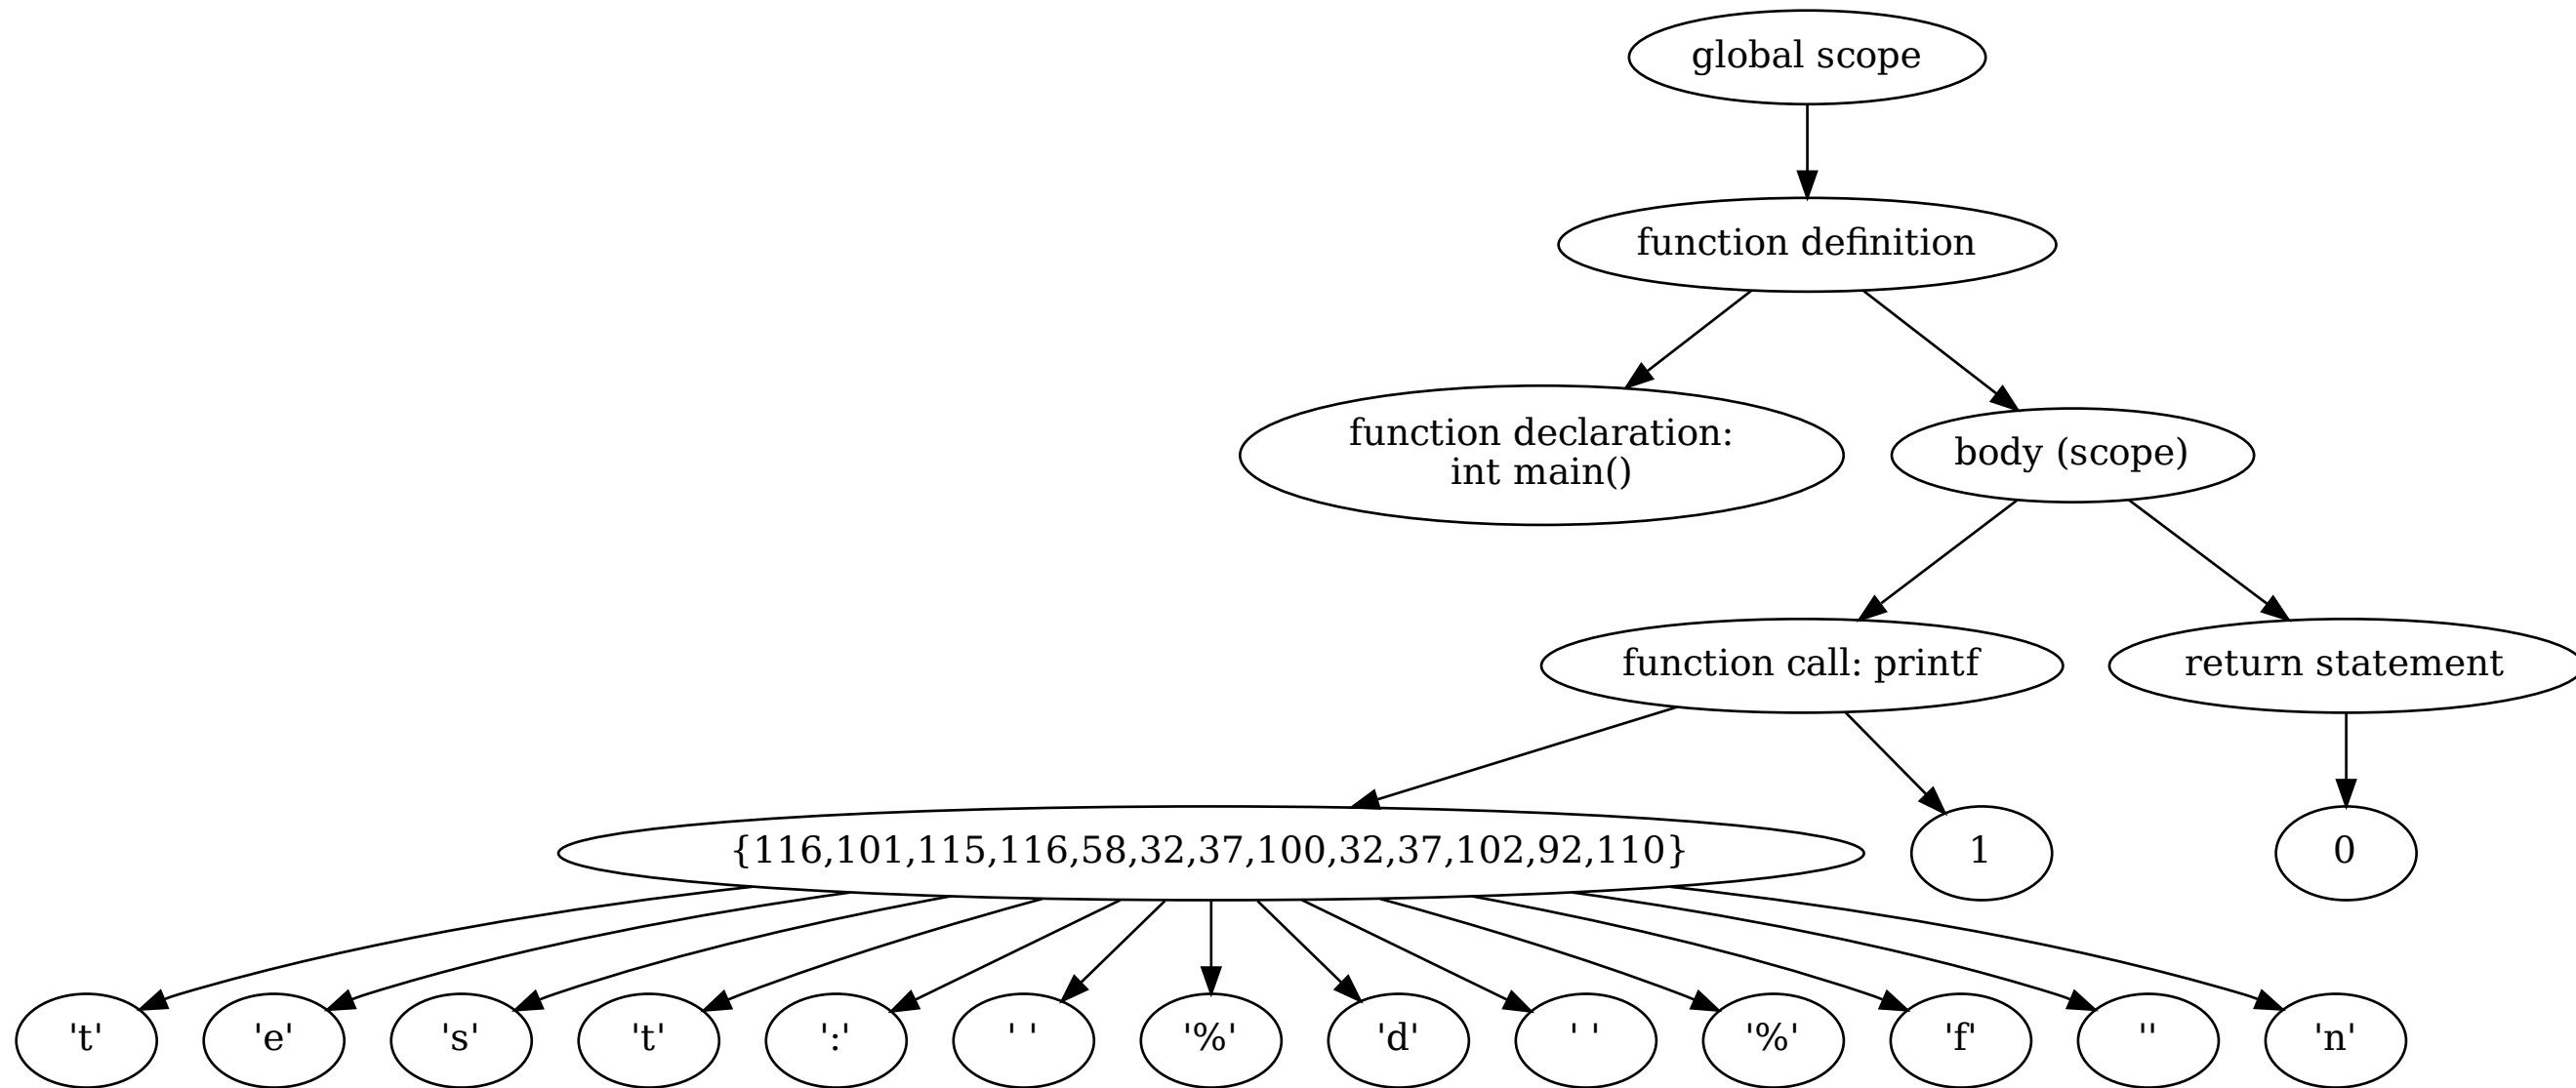 global scope
function definition
function declaration:
int main()
body (scope)
function call: printf
return statement
{116,101,115,116,58,32,37,100,32,37,102,92,110}
1
0
't'
'e'
's'
't'
':'
' '
'%'
'd'
' '
'%'
'f'
''
'n'